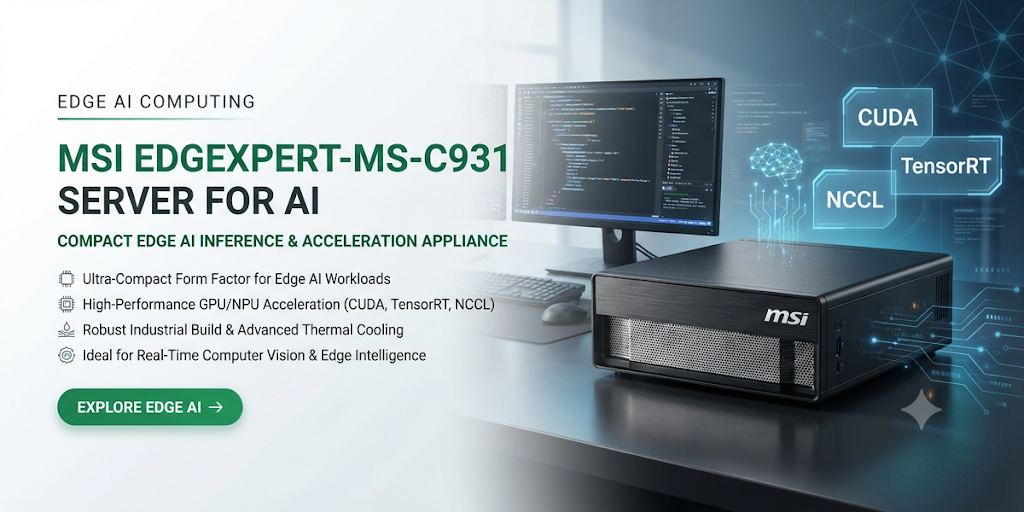 EDGE AI COMPUTING
MSI EDGEXPERT-MS-C931
SERVER FOR AI
COMPACT EDGE AI INFERENCE & ACCELERATION APPLIANCE
Ultra-Compact Form Factor for Edge AI Workloads
High-Performance GPU/NPU Acceleration (CUDA, TensorRT, NCCL)
Robust Industrial Build & Advanced Thermal Cooling
Ideal for Real-Time Computer Vision & Edge Intelligence
EXPLORE EDGE AI →
CUDA
TensorRT
NCCL
msi